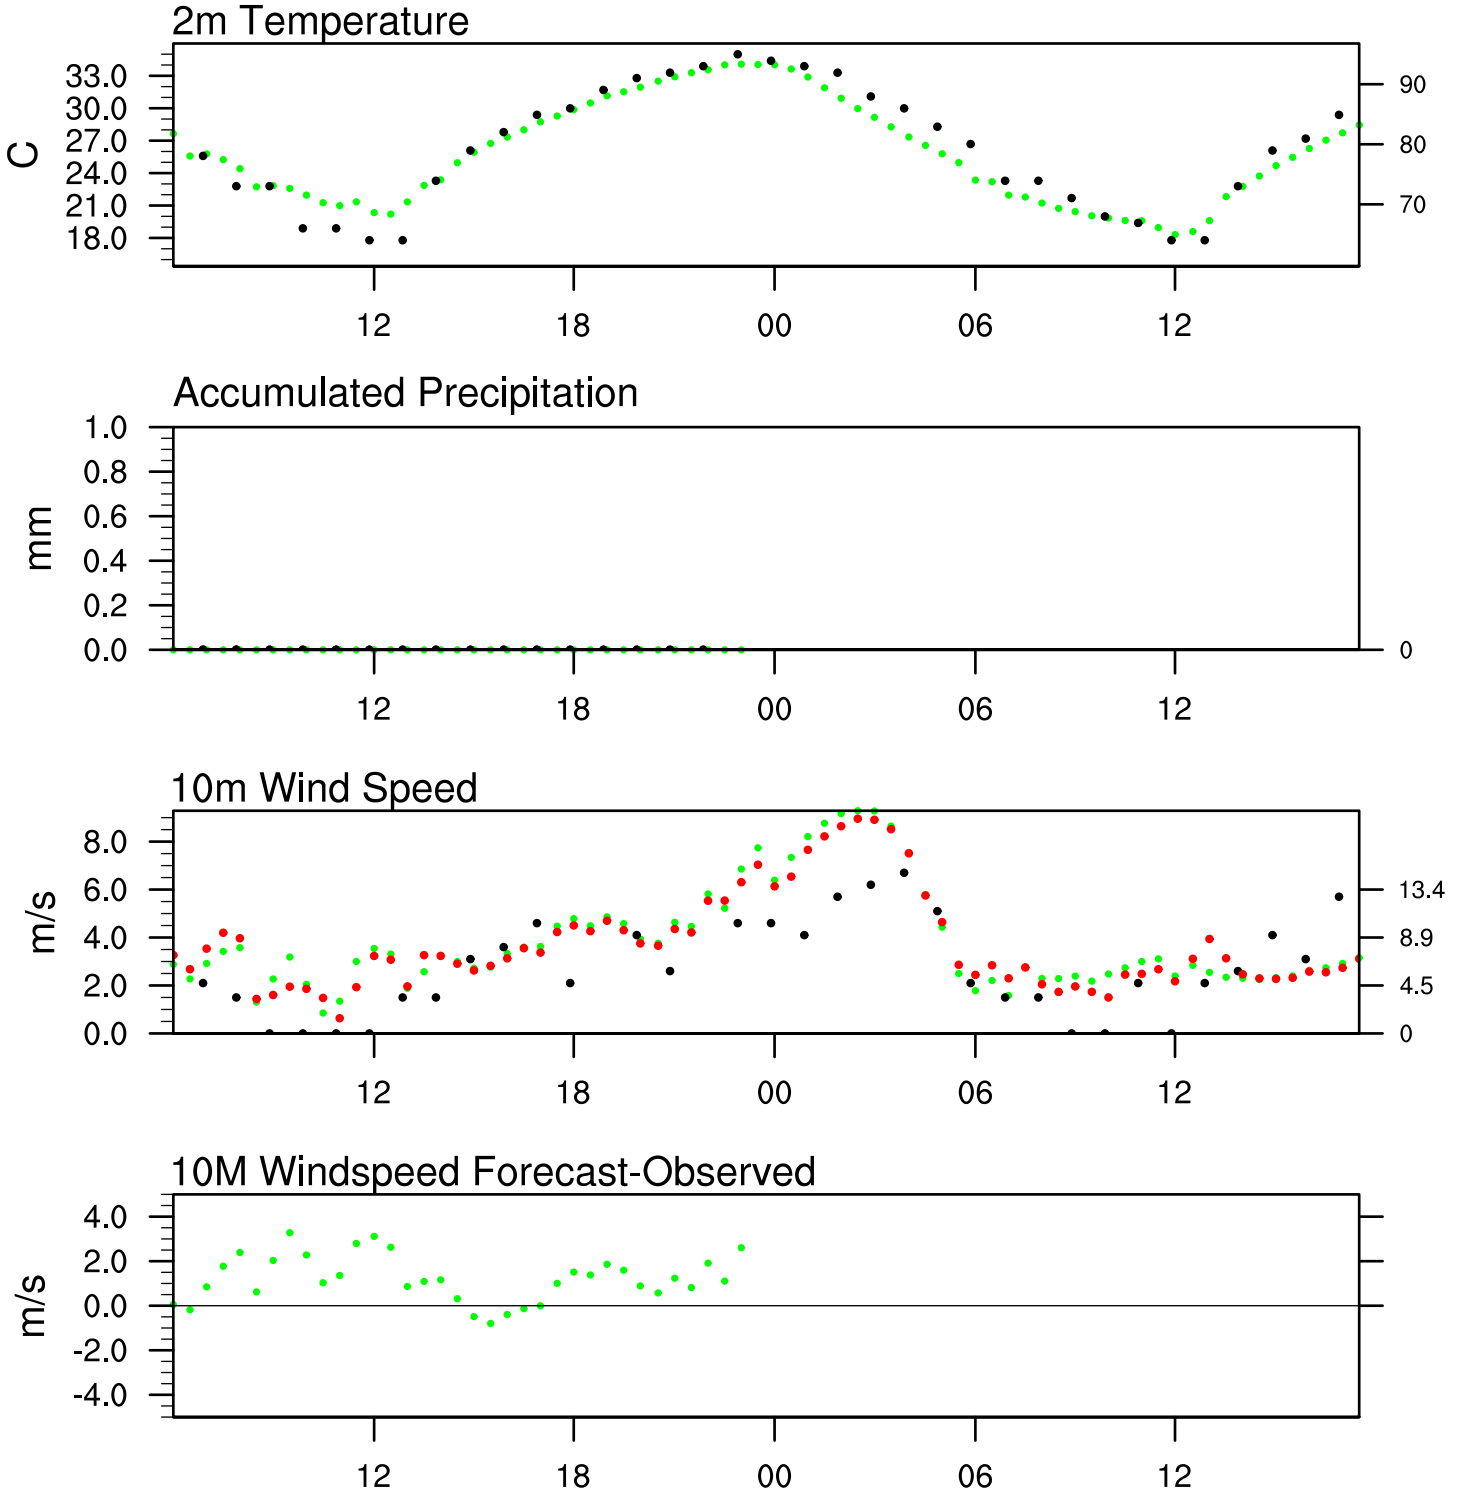 2m Temperature
33.0
30.0
27.0
24.0
21.0
18.0
C
90
80
70
12 18 00 06 12
Accumulated Precipitation
1.0
0.8
0.6
0.4
0.2
0.0
mm
0
12 18 00 06 12
10m Wind Speed
8.0
6.0
4.0
2.0
0.0
m/s
13.4
8.9
4.5
0
12 18 00 06 12
10M Windspeed Forecast-Observed
4.0
2.0
0.0
-2.0
-4.0
m/s
12 18 00 06 12